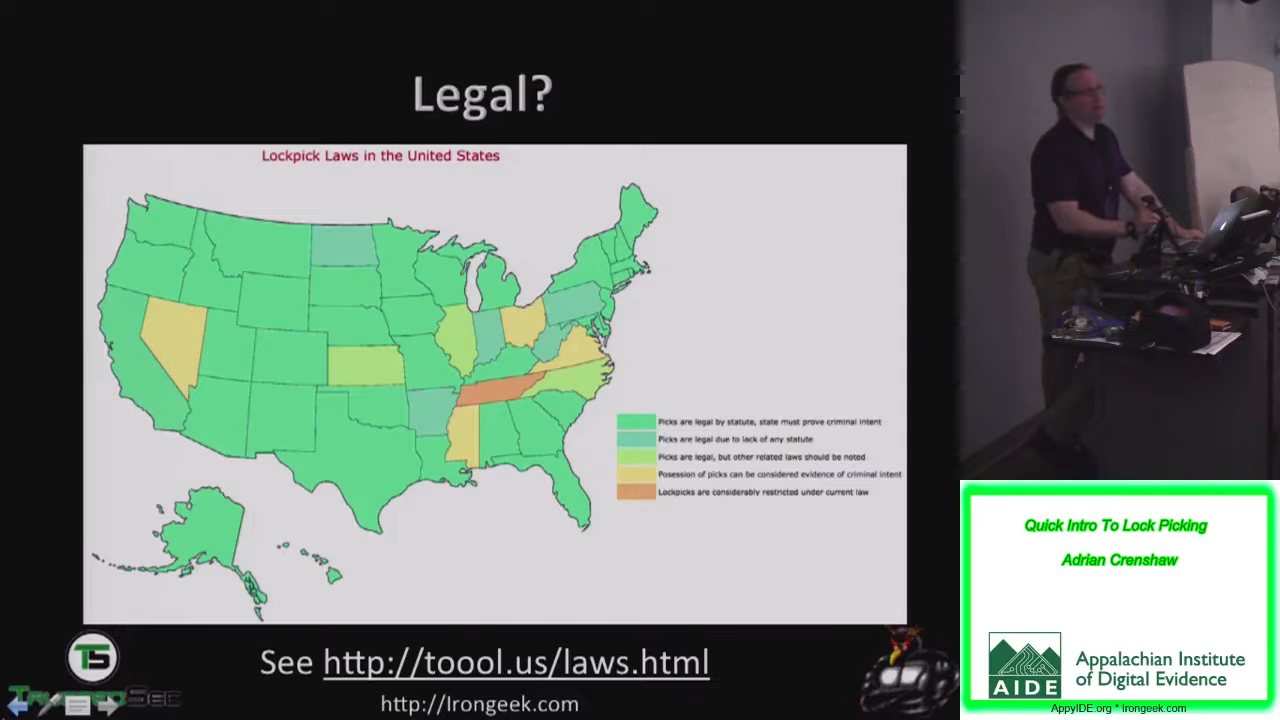 Legal?
Lockpick Laws in the United States
Picks are legal by statute, state must prove criminal intent
Picks are legal due to lack of any statute
Picks are legal, but other related laws should be noted
Posession of picks can be considered evidence of criminal intent
Lockpicks are considerably restricted under current law
See http://toool.us/laws.html
http://Irongeek.com
TS
TrustedSec
Quick Intro To Lock Picking
Adrian Crenshaw
AIDE
Appalachian Institute
of Digital Evidence
AppyIDE.org * Irongeek.com